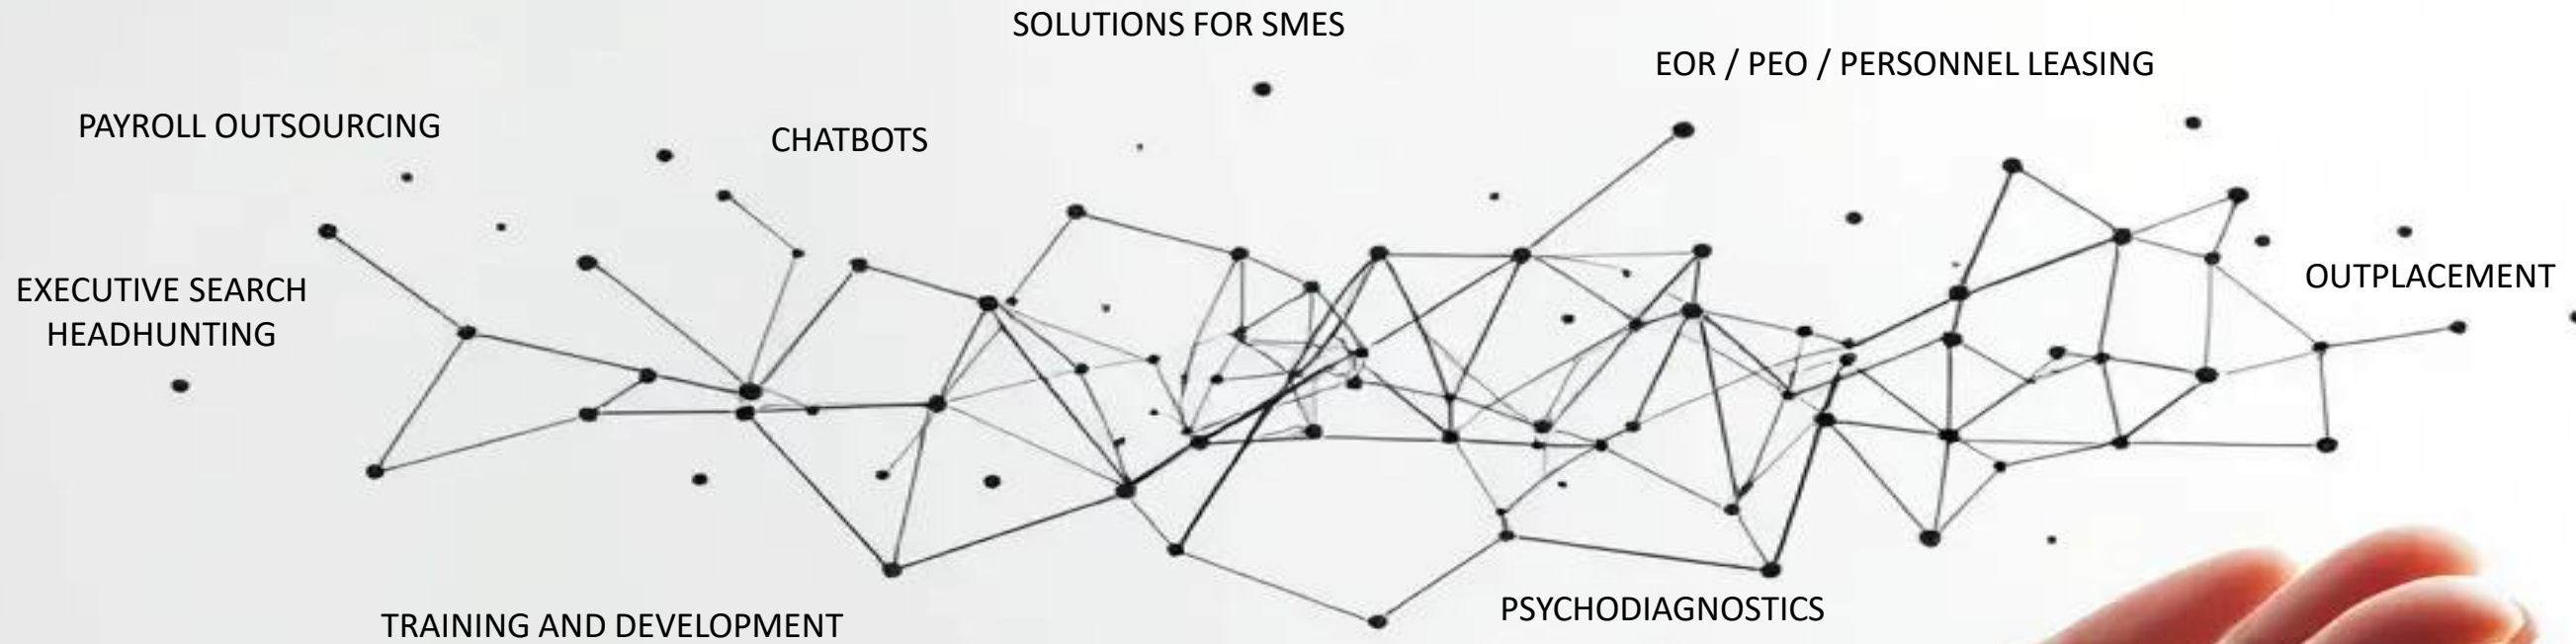 SOLUTIONS FOR SMES
EOR / PEO / PERSONNEL LEASING
PAYROLL OUTSOURCING
CHATBOTS
EXECUTIVE SEARCH
HEADHUNTING
OUTPLACEMENT
TRAINING AND DEVELOPMENT
PSYCHODIAGNOSTICS